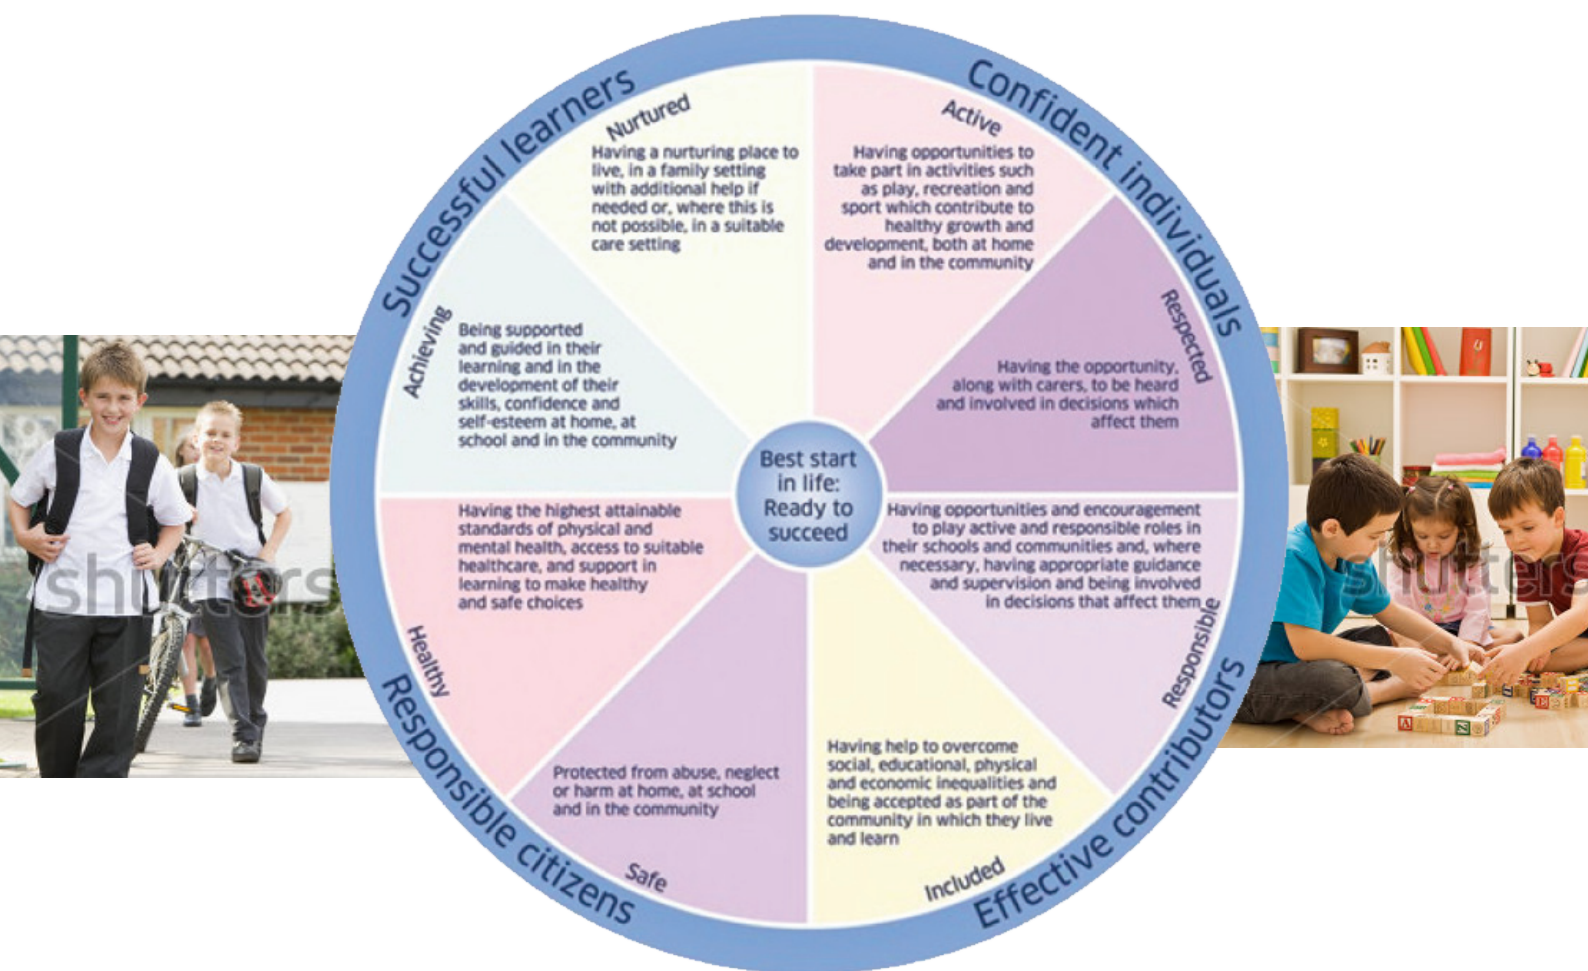 Successful learners
Confident individuals
Nurtured
Having a nurturing place to
live, in a family setting
with additional help if
needed or, where this is
not possible, in a suitable
care setting
Active
Having opportunities to
take part in activities such
as play, recreation and
sport which contribute to
healthy growth and
development, both at home
and in the community
Achieving
Being supported
and guided in their
learning and in the
development of their
skills, confidence and
self-esteem at home, at
school and in the community
Respected
Having the opportunity,
along with carers, to be heard
and involved in decisions which
affect them
Best start
in life:
Ready to
succeed
Healthy
Having the highest attainable
standards of physical and
mental health, access to suitable
healthcare, and support in
learning to make healthy
and safe choices
Having opportunities and encouragement
to play active and responsible roles in
their schools and communities and, where
necessary, having appropriate guidance
and supervision and being involved
in decisions that affect them
Responsible
Protected from abuse, neglect
or harm at home, at school
and in the community
Safe
Having help to overcome
social, educational, physical
and economic inequalities and
being accepted as part of the
community in which they live
and learn
Included
Responsible citizens
Effective contributors
shutters
shutters